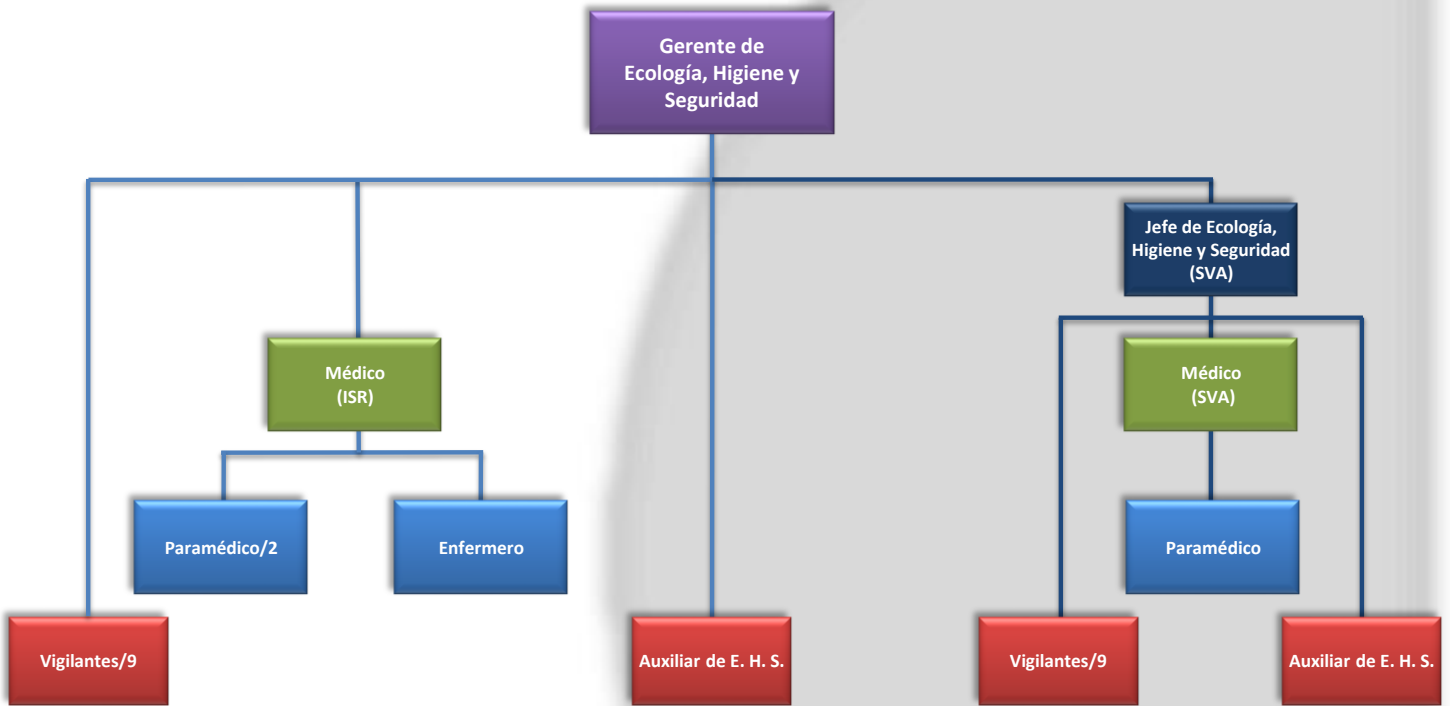 Gerente de
Ecología, Higiene y
Seguridad
Jefe de Ecología,
Higiene y Seguridad
(SVA)
Médico
(ISR)
Médico
(SVA)
Paramédico/2
Enfermero
Paramédico
Vigilantes/9
Auxiliar de E. H. S.
Vigilantes/9
Auxiliar de E. H. S.